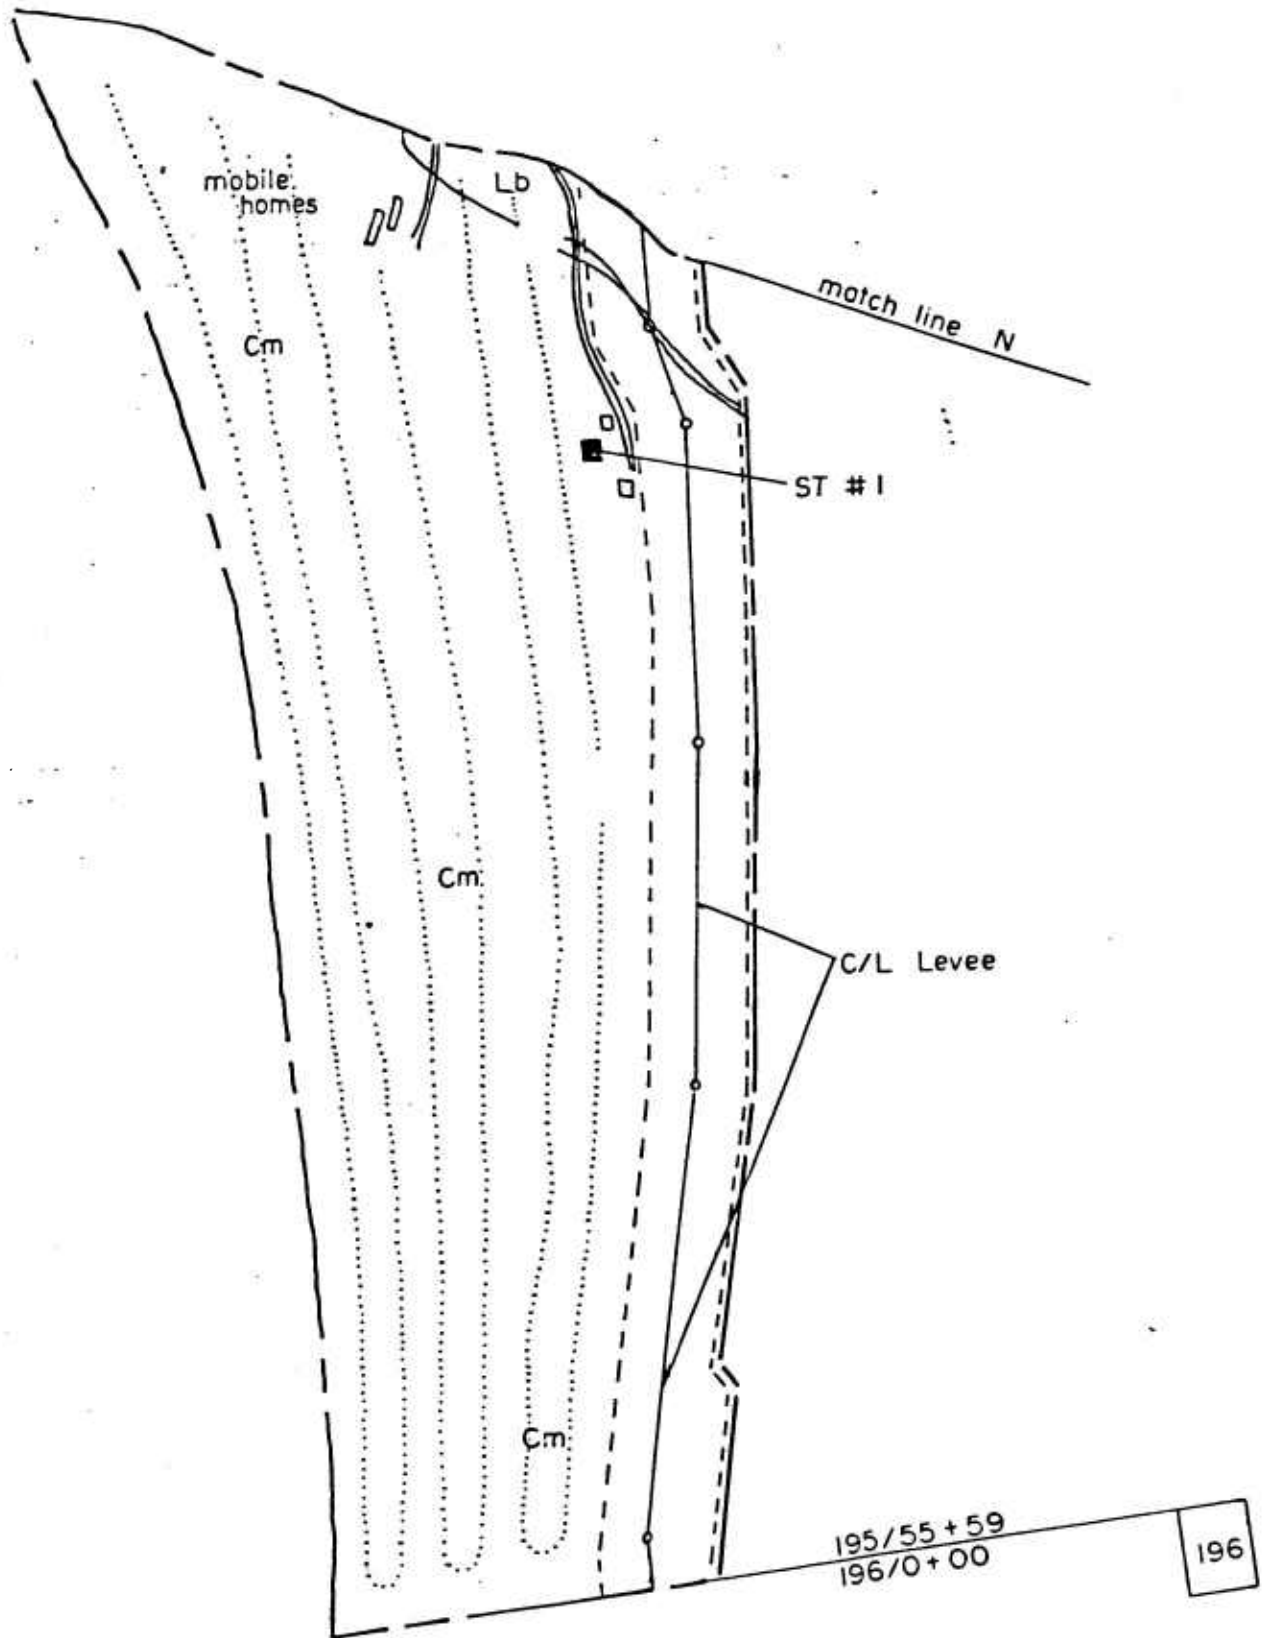 mobile
homes
Lb
Cm
match line N
ST #1
Cm
C/L Levee
Cm
195/55+59
196/0+00
196